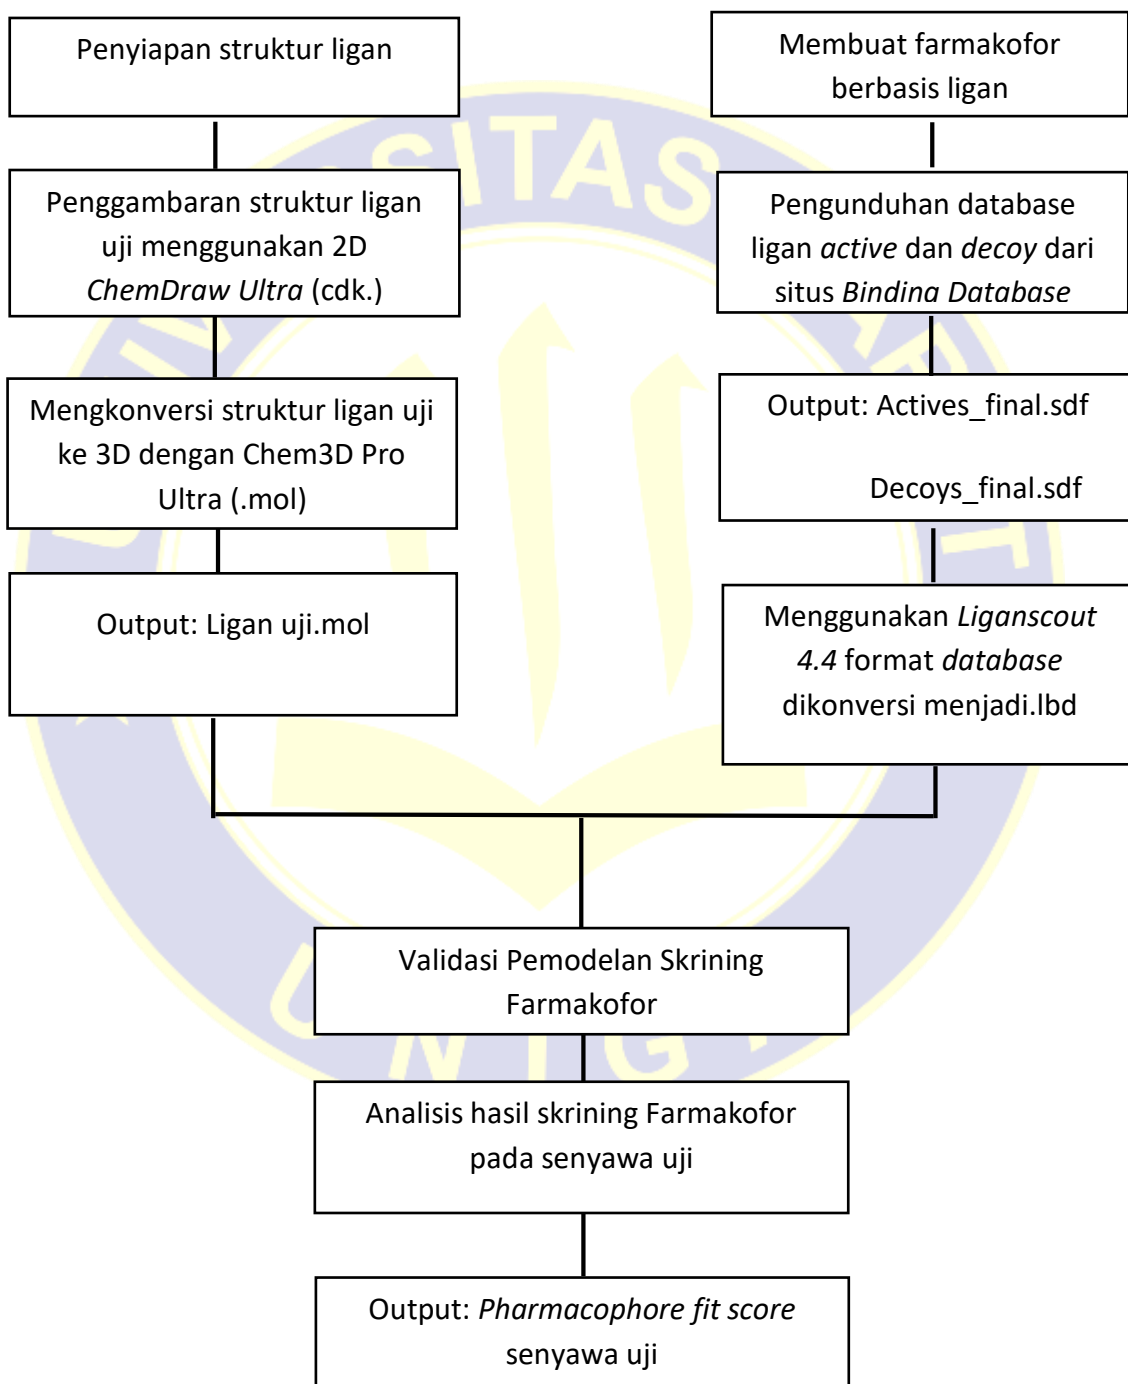 Penyiapan struktur ligan
Penggambaran struktur ligan
uji menggunakan 2D
ChemDraw Ultra (cdk.)
Mengkonversi struktur ligan uji
ke 3D dengan Chem3D Pro
Ultra (.mol)
Output: Ligan uji.mol
Membuat farmakofor
berbasis ligan
Pengunduhan database
ligan active dan decoy dari
situs Bindina Database
Output: Actives_final.sdf
Decoys_final.sdf
Menggunakan Liganscout
4.4 format database
dikonversi menjadi.lbd
Validasi Pemodelan Skrining
Farmakofor
Analisis hasil skrining Farmakofor
pada senyawa uji
Output: Pharmacophore fit score
senyawa uji